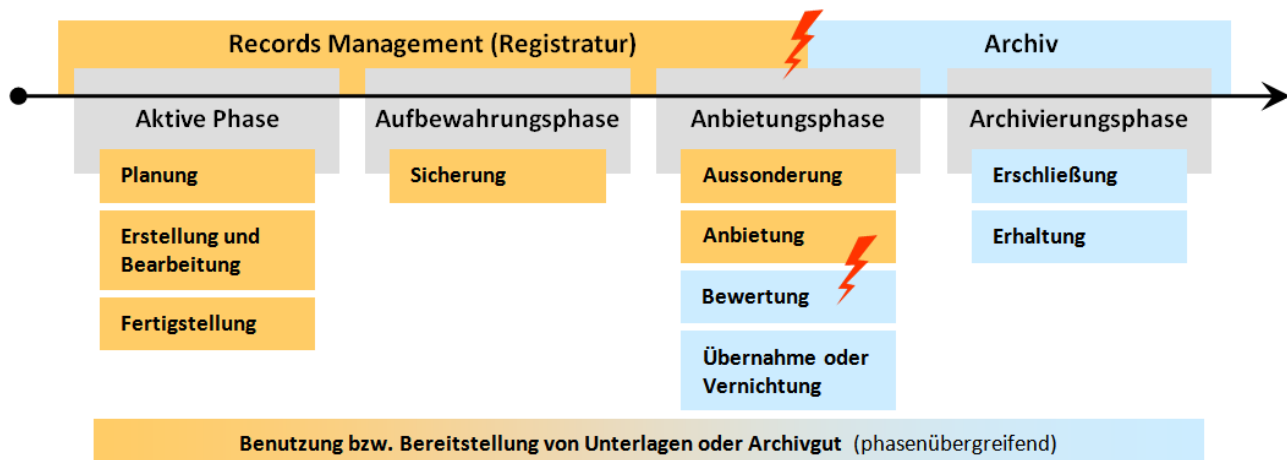 Records Management (Registratur)
Archiv
Aktive Phase
Aufbewahrungsphase
Anbietungsphase
Archivierungsphase
Planung
Erstellung und
Bearbeitung
Fertigstellung
Sicherung
Aussonderung
Anbietung
Bewertung
Übernahme oder
Vernichtung
Erschließung
Erhaltung
Benutzung bzw. Bereitstellung von Unterlagen oder Archivgut (phasenübergreifend)